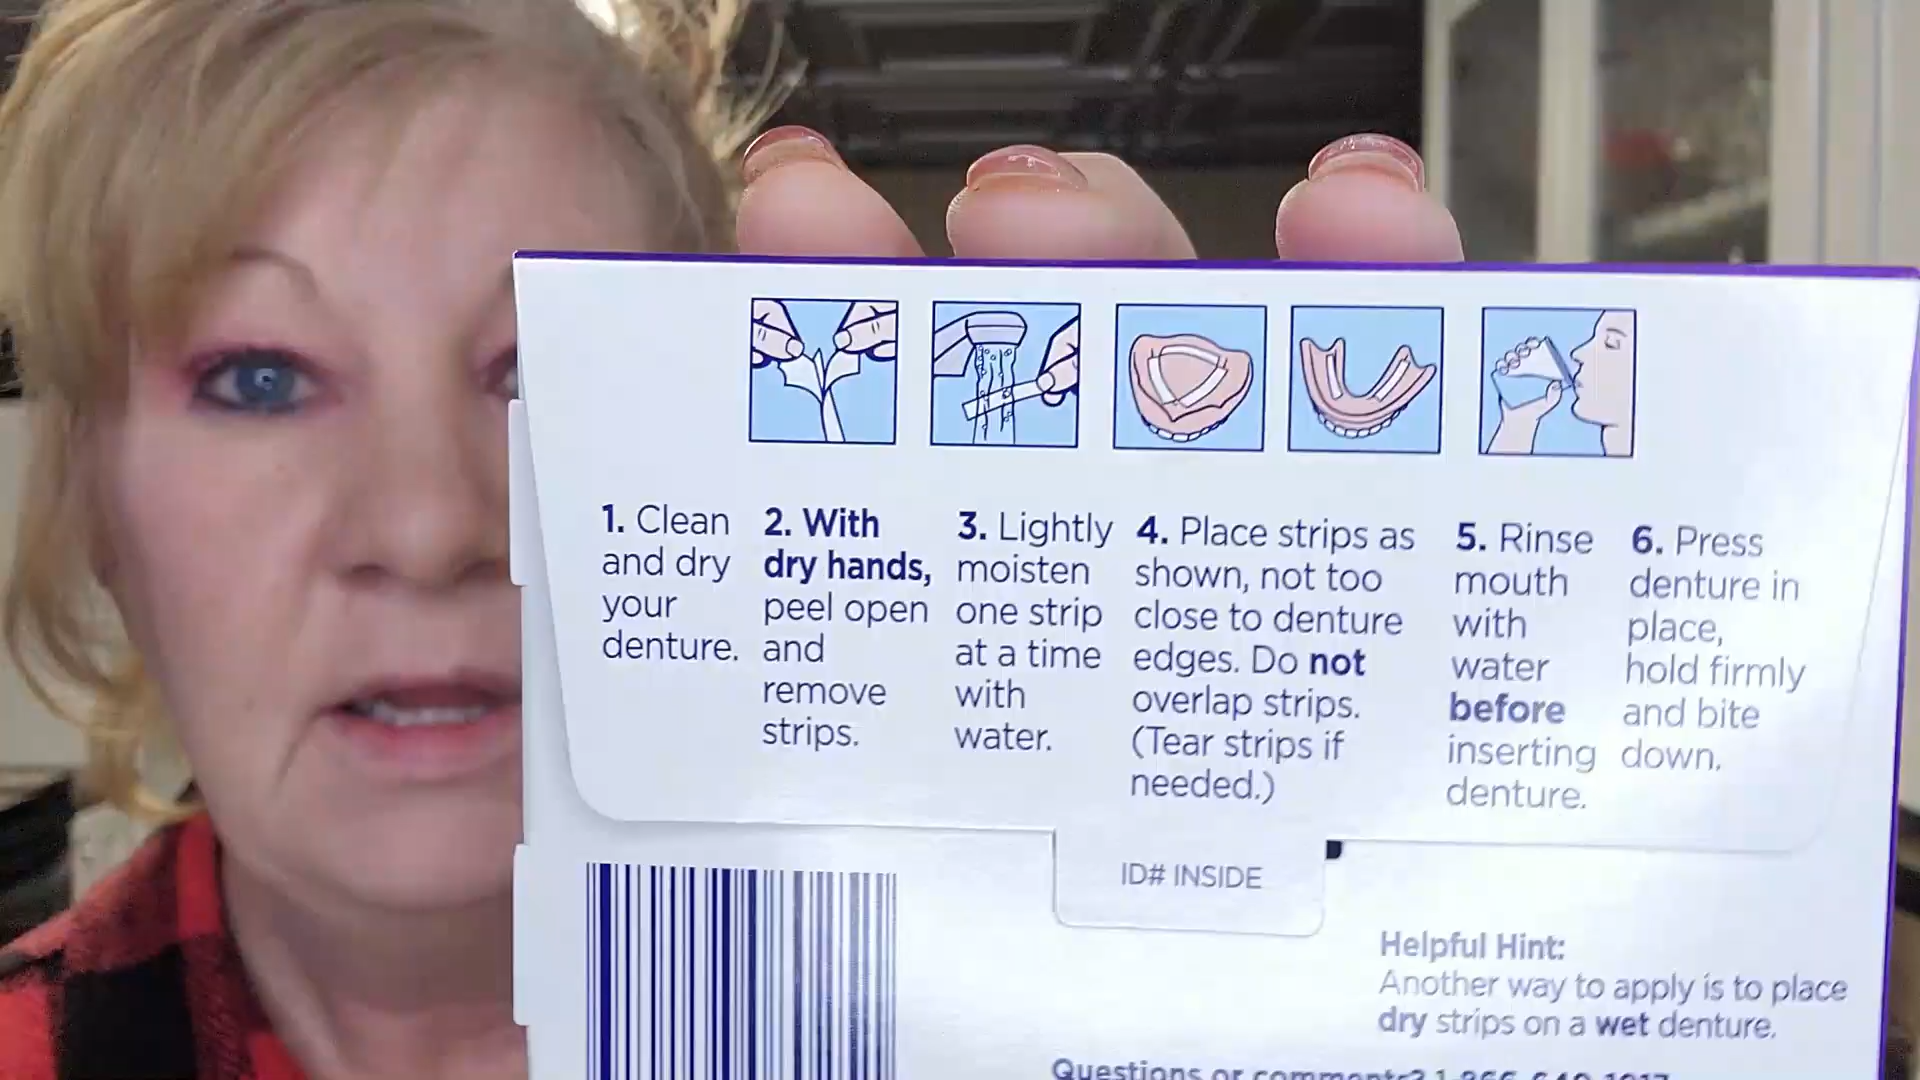 1. Clean
and dry
your
denture.
2. With
dry hands,
peel open
and
remove
strips.
3. Lightly
moisten
one strip
at a time
with
water.
4. Place strips as
shown, not too
close to denture
edges. Do not
overlap strips.
(Tear strips if
needed.)
5. Rinse
mouth
with
water
before
inserting
denture.
6. Press
denture in
place,
hold firmly
and bite
down.
ID# INSIDE
Helpful Hint:
Another way to apply is to place
dry strips on a wet denture.
Questions or comments?